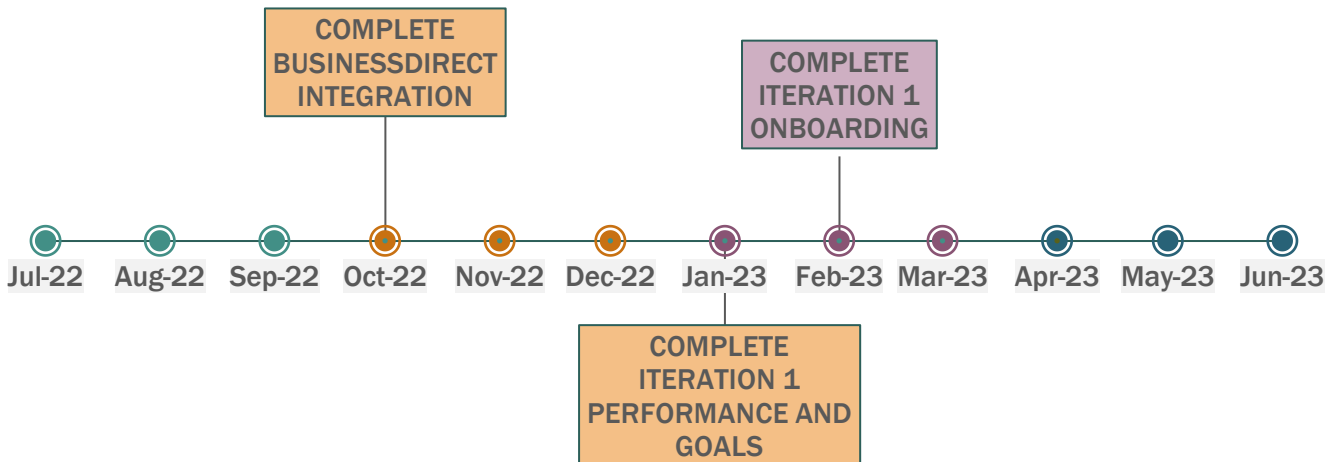 COMPLETE
BUSINESSDIRECT
INTEGRATION
COMPLETE
ITERATION 1
ONBOARDING
Jul-22 Aug-22 Sep-22 Oct-22 Nov-22 Dec-22 Jan-23 Feb-23 Mar-23 Apr-23 May-23 Jun-23
COMPLETE
ITERATION 1
PERFORMANCE AND
GOALS